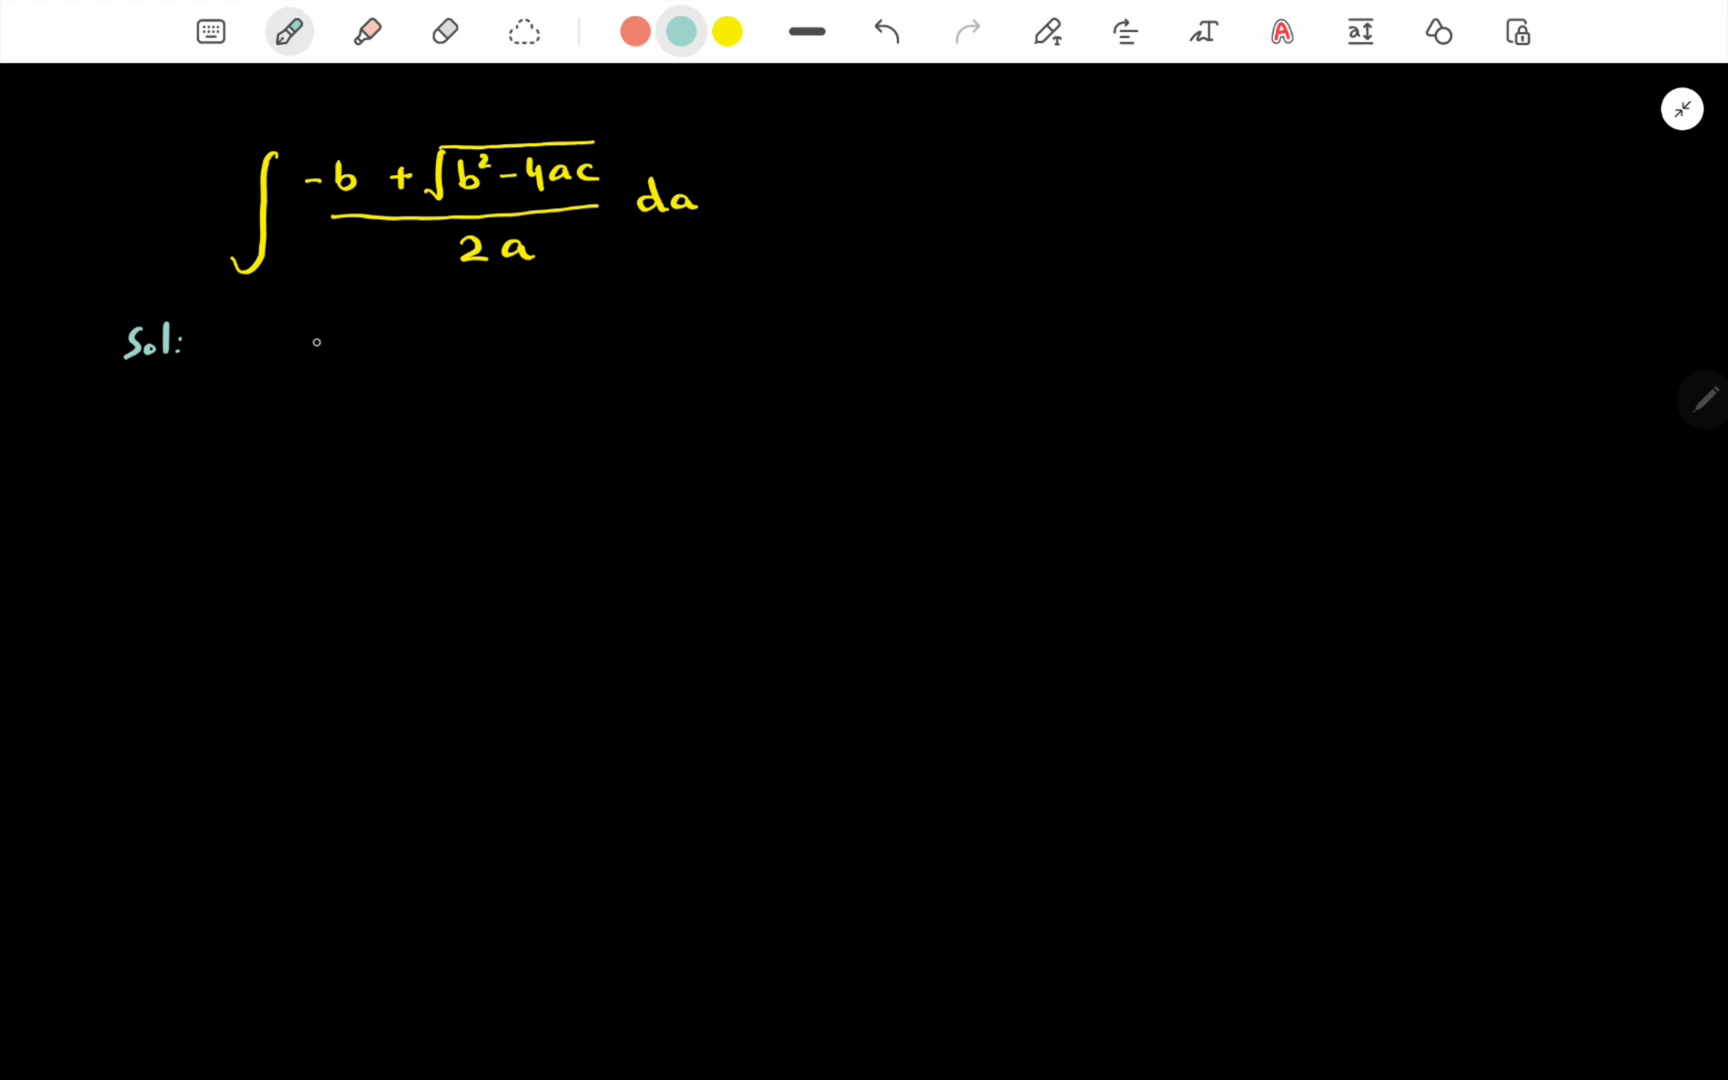 ∫ (-b + √(b² - 4ac)) / (2a) da
Sol: